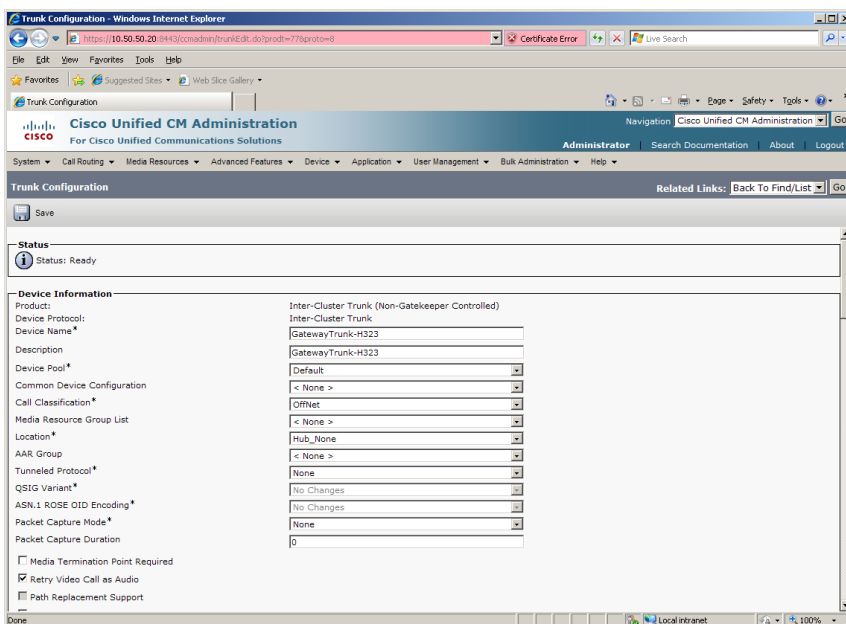 Trunk Configuration - Windows Internet Explorer
https://10.50.50.20:8443/ccmadmin/trunkEdit.do?prodt=77&proto=8
Certificate Error
Live Search
File Edit View Favorites Tools Help
Favorites Suggested Sites Web Slice Gallery
Trunk Configuration
Page Safety Tools
cisco
Cisco Unified CM Administration
For Cisco Unified Communications Solutions
Navigation Cisco Unified CM Administration Go
Administrator | Search Documentation | About | Logout
System Call Routing Media Resources Advanced Features Device Application User Management Bulk Administration Help
Trunk Configuration
Related Links: Back To Find/List Go
Save
Status
i Status: Ready
Device Information
Product: Inter-Cluster Trunk (Non-Gatekeeper Controlled)
Device Protocol: Inter-Cluster Trunk
Device Name* GatewayTrunk-H323
Description GatewayTrunk-H323
Device Pool* Default
Common Device Configuration < None >
Call Classification* OffNet
Media Resource Group List < None >
Location* Hub_None
AAR Group < None >
Tunneled Protocol* None
QSIG Variant* No Changes
ASN.1 ROSE OID Encoding* No Changes
Packet Capture Mode* None
Packet Capture Duration 0
Media Termination Point Required
Retry Video Call as Audio
Path Replacement Support
Done
Local intranet
100%